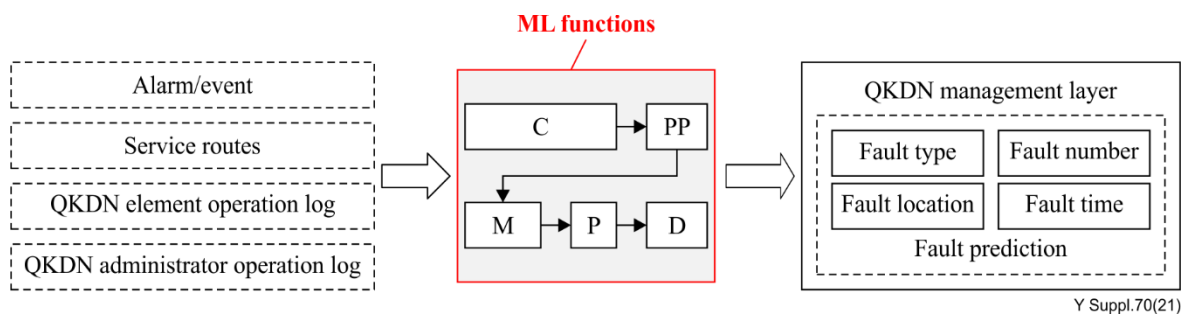 ML functions
Alarm/event
Service routes
QKDN element operation log
QKDN administrator operation log
C
PP
M
P
D
QKDN management layer
Fault type
Fault number
Fault location
Fault time
Fault prediction
Y Suppl.70(21)